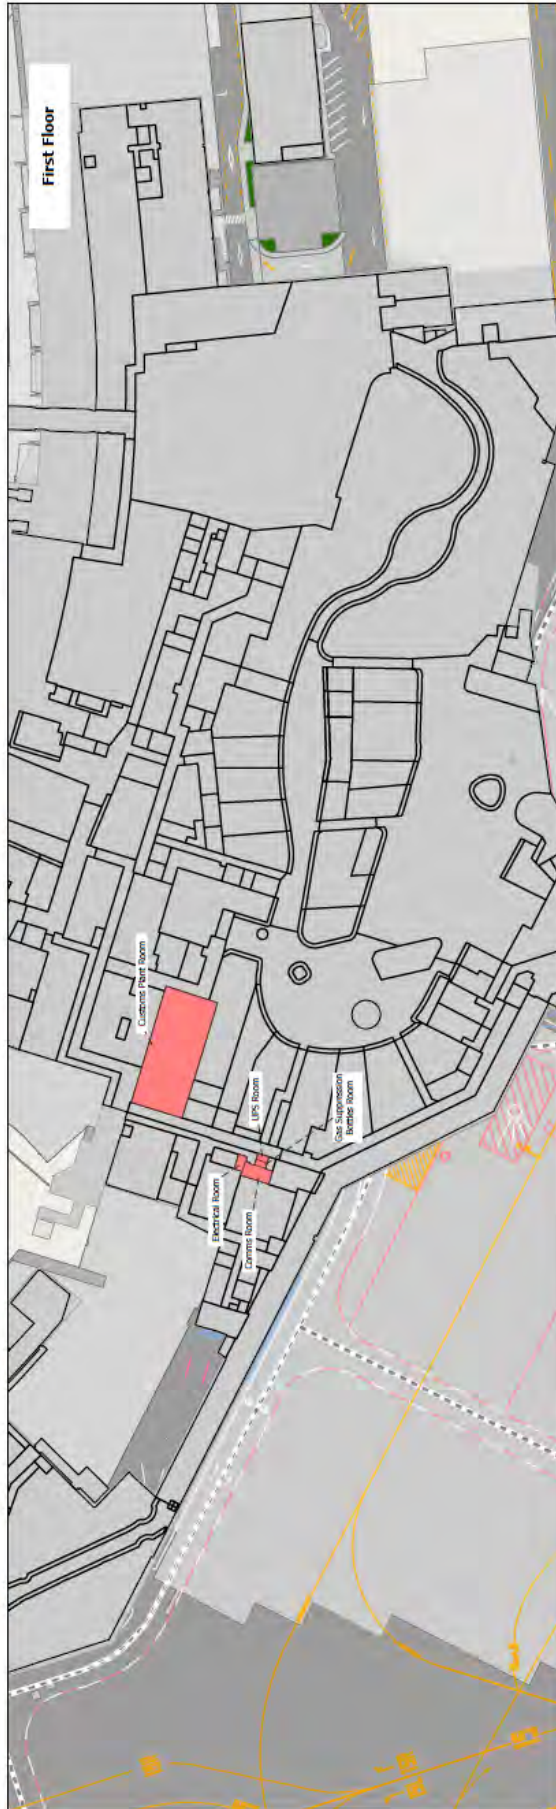 First Floor
Customs Plant Room
UPS Room
Gas Suppression
Bottles Room
Electrical Room
Comms Room